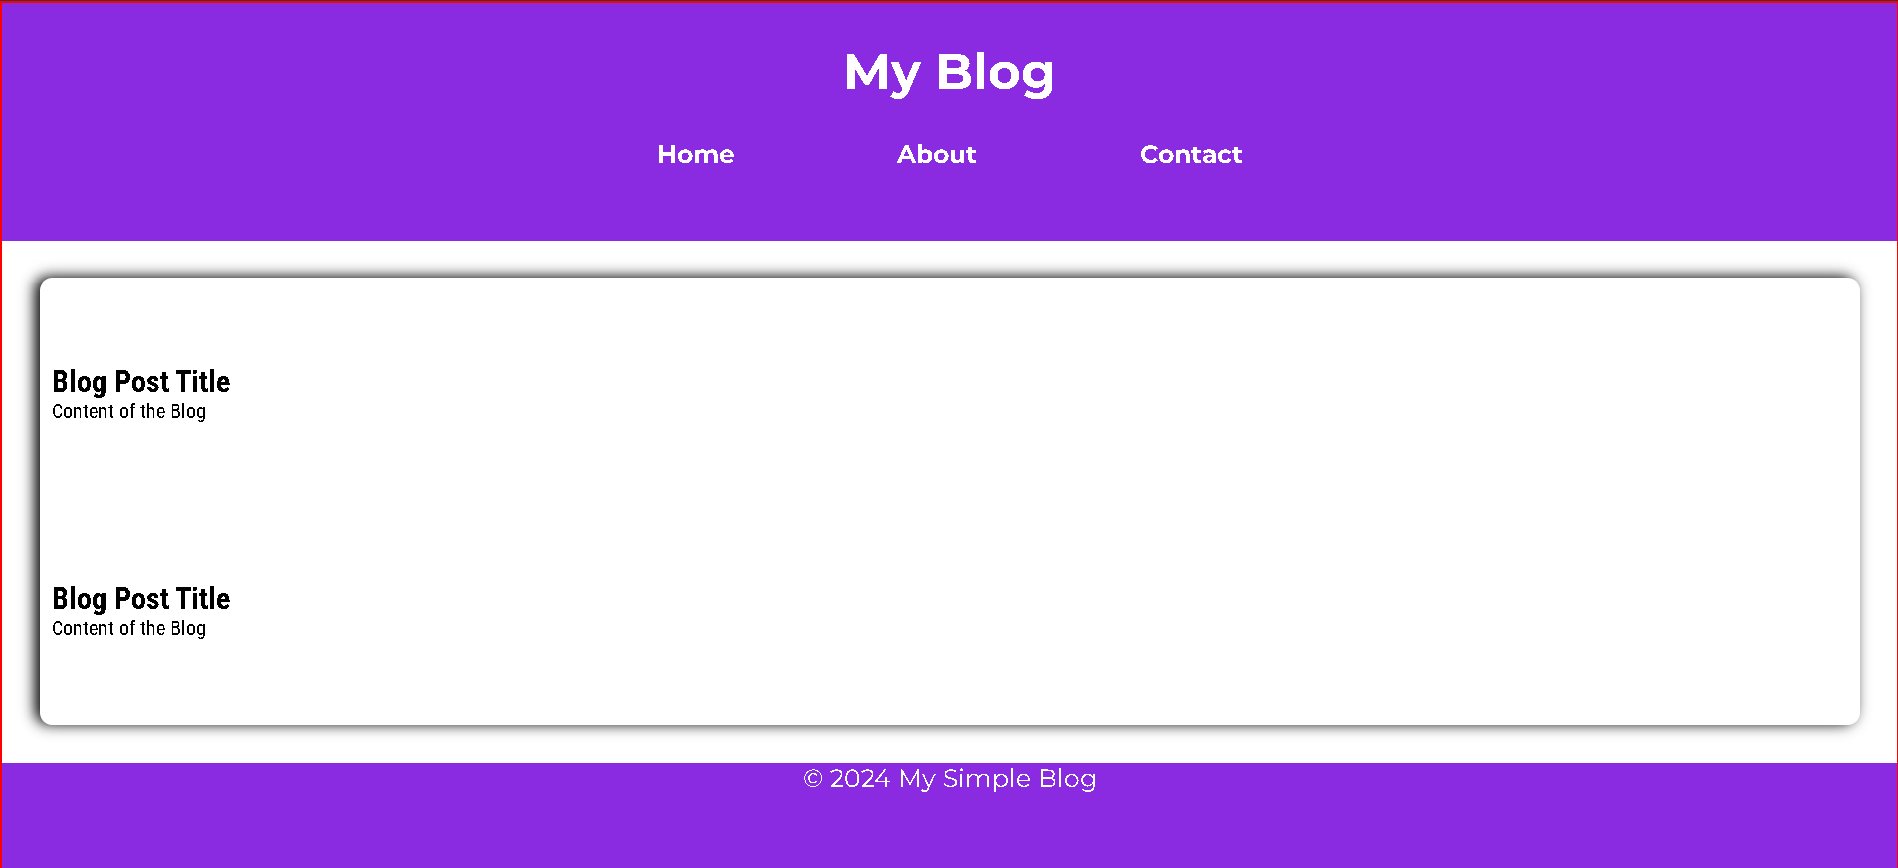 My Blog
Home About Contact
Blog Post Title
Content of the Blog
Blog Post Title
Content of the Blog
© 2024 My Simple Blog